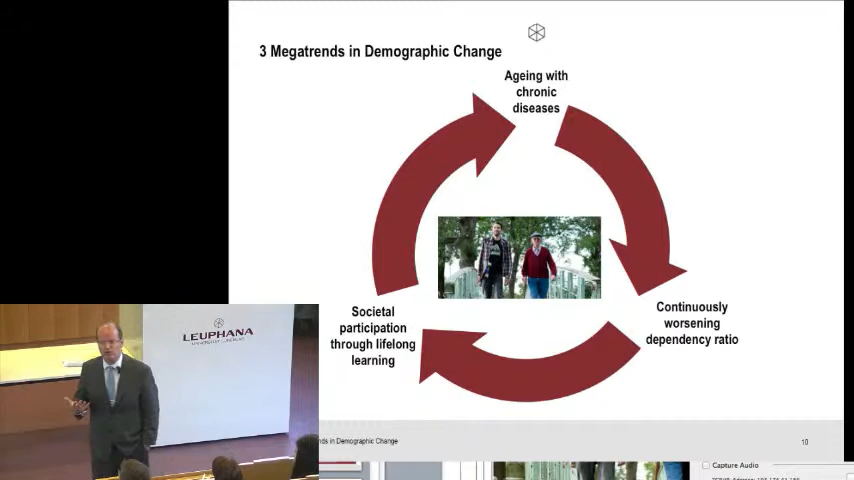 3 Megatrends in Demographic Change
Ageing with
chronic
diseases
Continuously
worsening
dependency ratio
Societal
participation
through lifelong
learning
LEUPHANA
nds in Demographic Change
10
Capture Audio